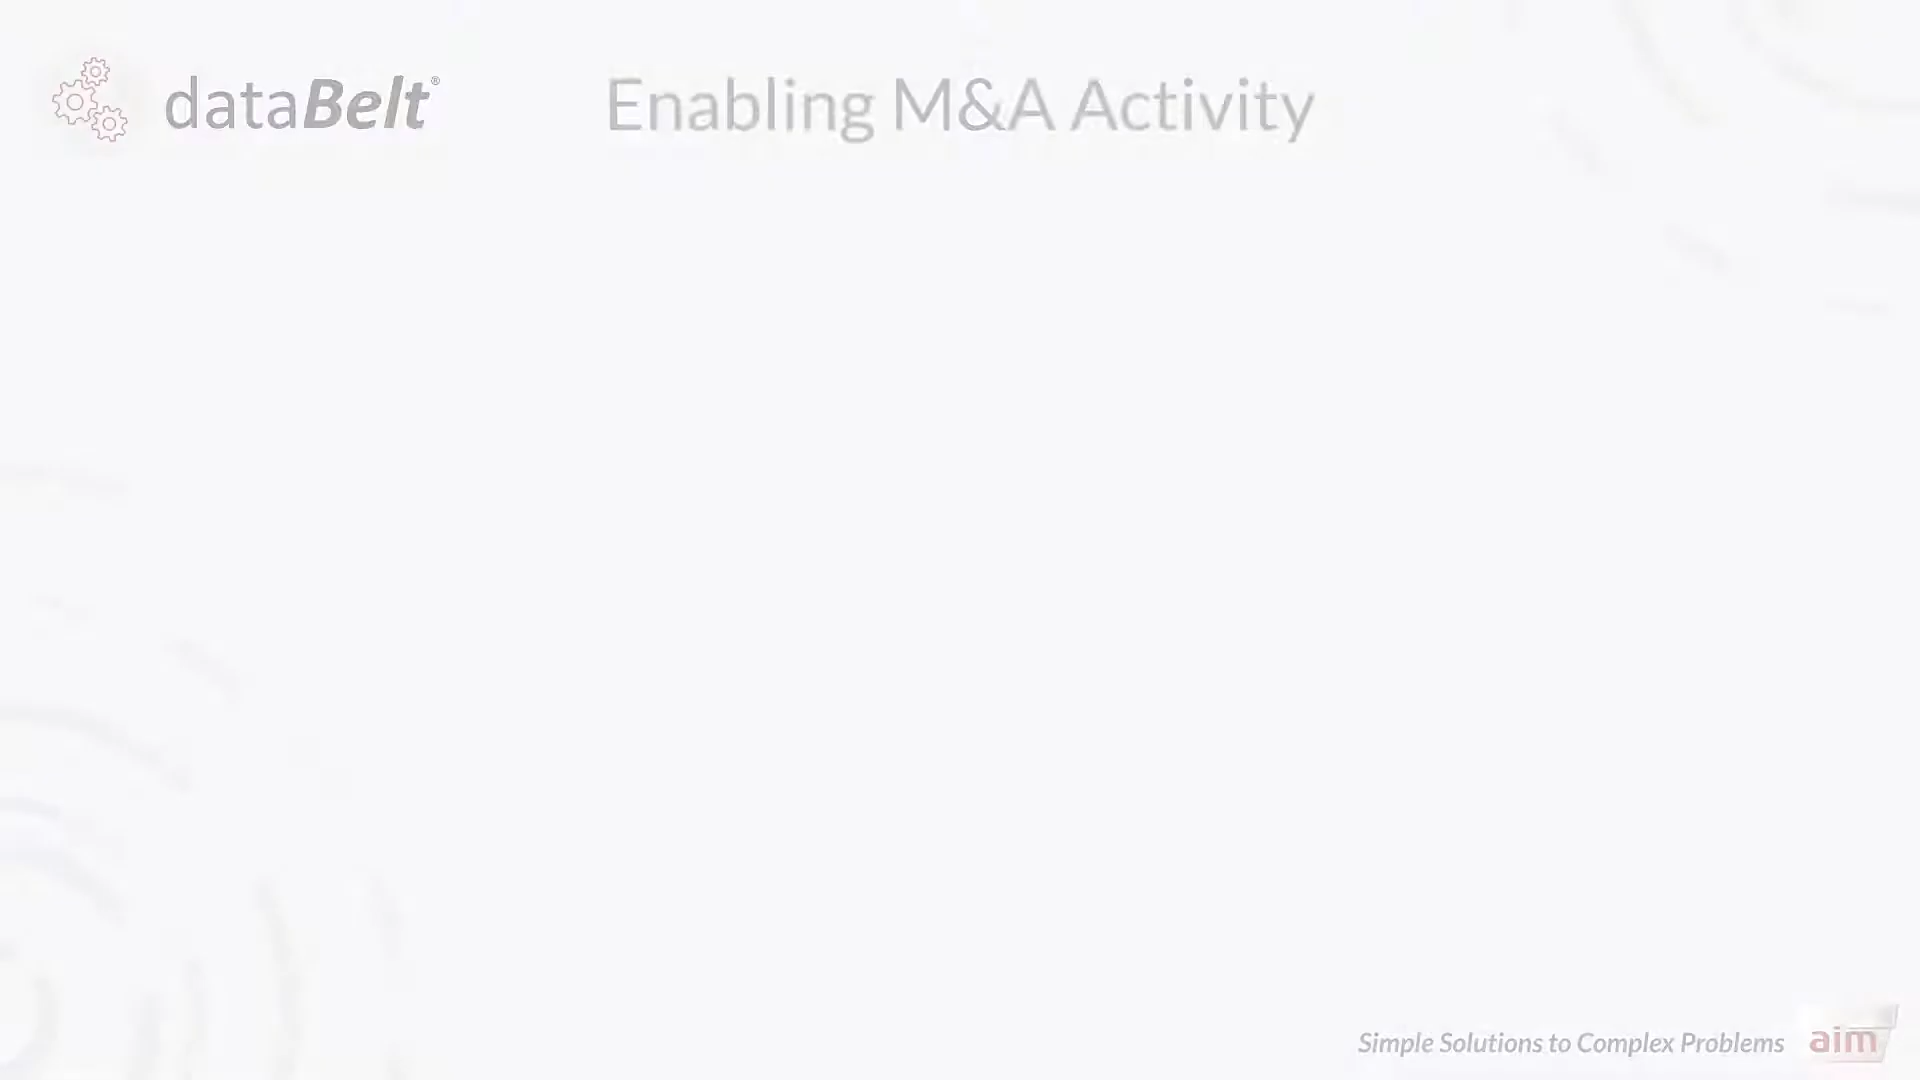 dataBelt®
Enabling M&A Activity
Simple Solutions to Complex Problems
aim